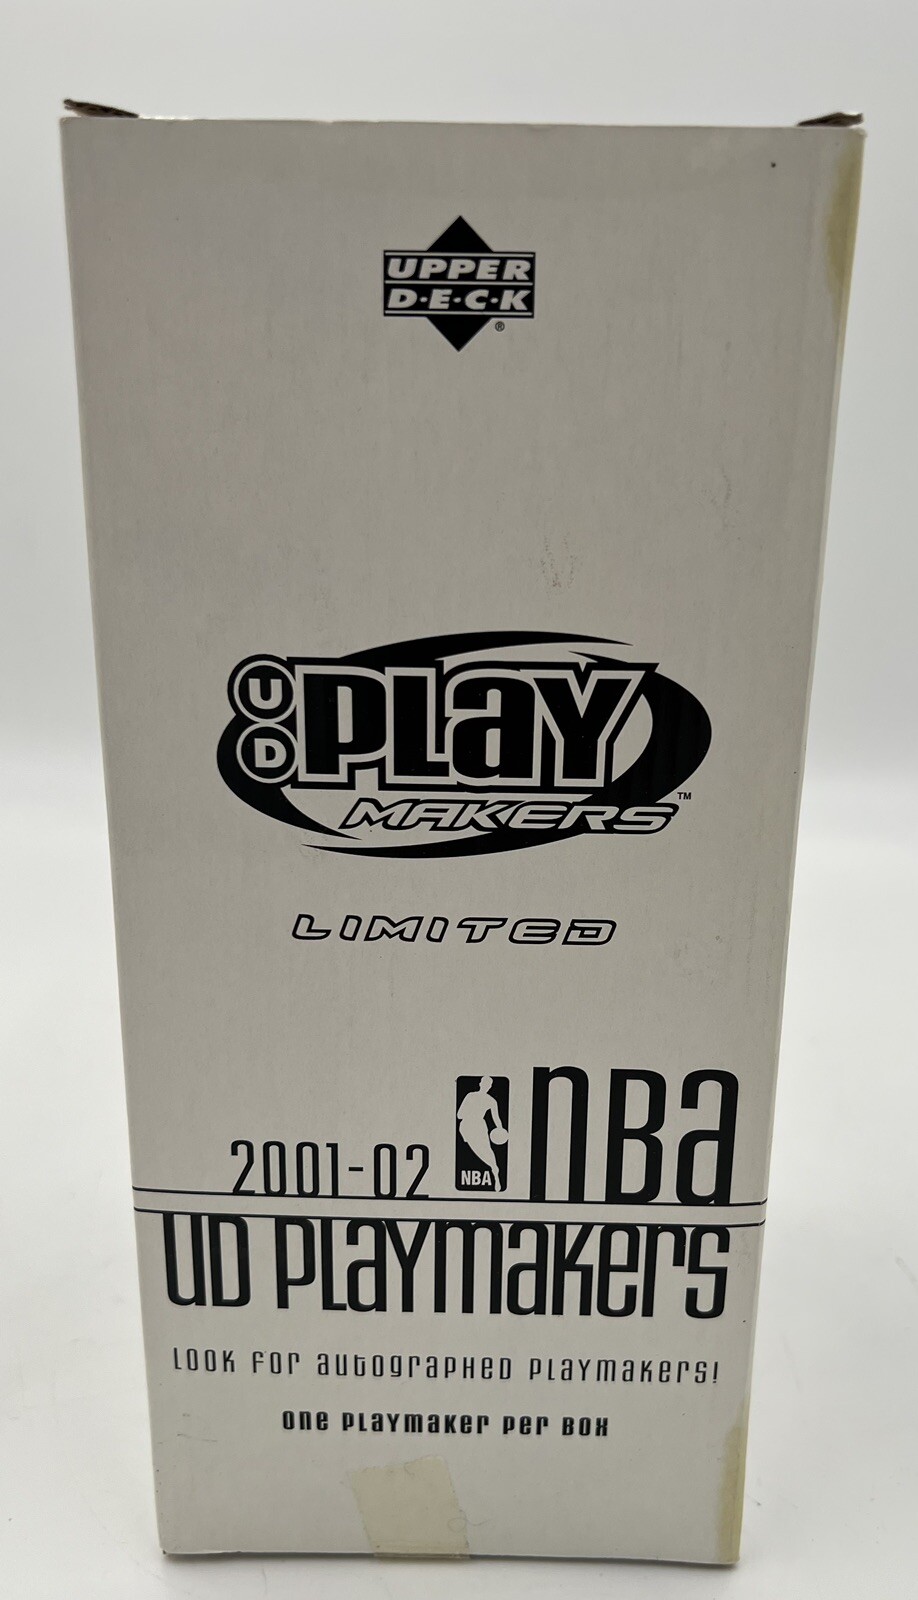 UPPER
D·E·C·K
®
UD PLaY
MAKERS ™
LIMITED
2001-02 NBA nBa
UD PLaYmaKers
LOOK FOr autOGraPHeD PLaYmaKers!
One PLaYmaKer Per BOX